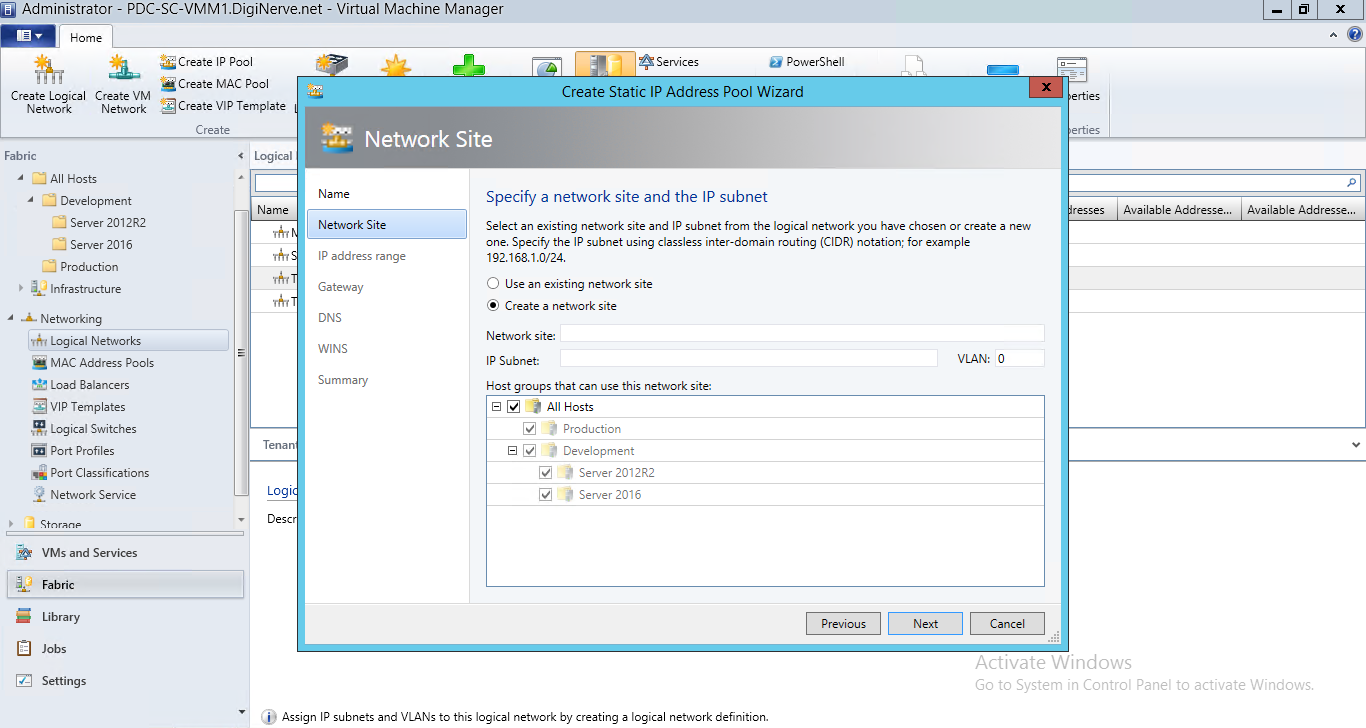 Administrator - PDC-SC-VMM1.DigiNerve.net - Virtual Machine Manager
Home
Create Logical
Network
Create VM
Network
Create IP Pool
Create MAC Pool
Create VIP Template
Create
Services
PowerShell
Fabric
All Hosts
Development
Server 2012R2
Server 2016
Production
Infrastructure
Networking
Logical Networks
MAC Address Pools
Load Balancers
VIP Templates
Logical Switches
Port Profiles
Port Classifications
Network Service
Storage
VMs and Services
Fabric
Library
Jobs
Settings
Logical
Name
Available Addresse...
Available Addresse...
Create Static IP Address Pool Wizard
Network Site
Name
Network Site
IP address range
Gateway
DNS
WINS
Summary
Specify a network site and the IP subnet
Select an existing network site and IP subnet from the logical network you have chosen or create a new
one. Specify the IP subnet using classless inter-domain routing (CIDR) notation; for example
192.168.1.0/24.
Use an existing network site
Create a network site
Network site:
IP Subnet:
VLAN: 0
Host groups that can use this network site:
All Hosts
Production
Development
Server 2012R2
Server 2016
Previous
Next
Cancel
Activate Windows
Go to System in Control Panel to activate Windows.
Assign IP subnets and VLANs to this logical network by creating a logical network definition.